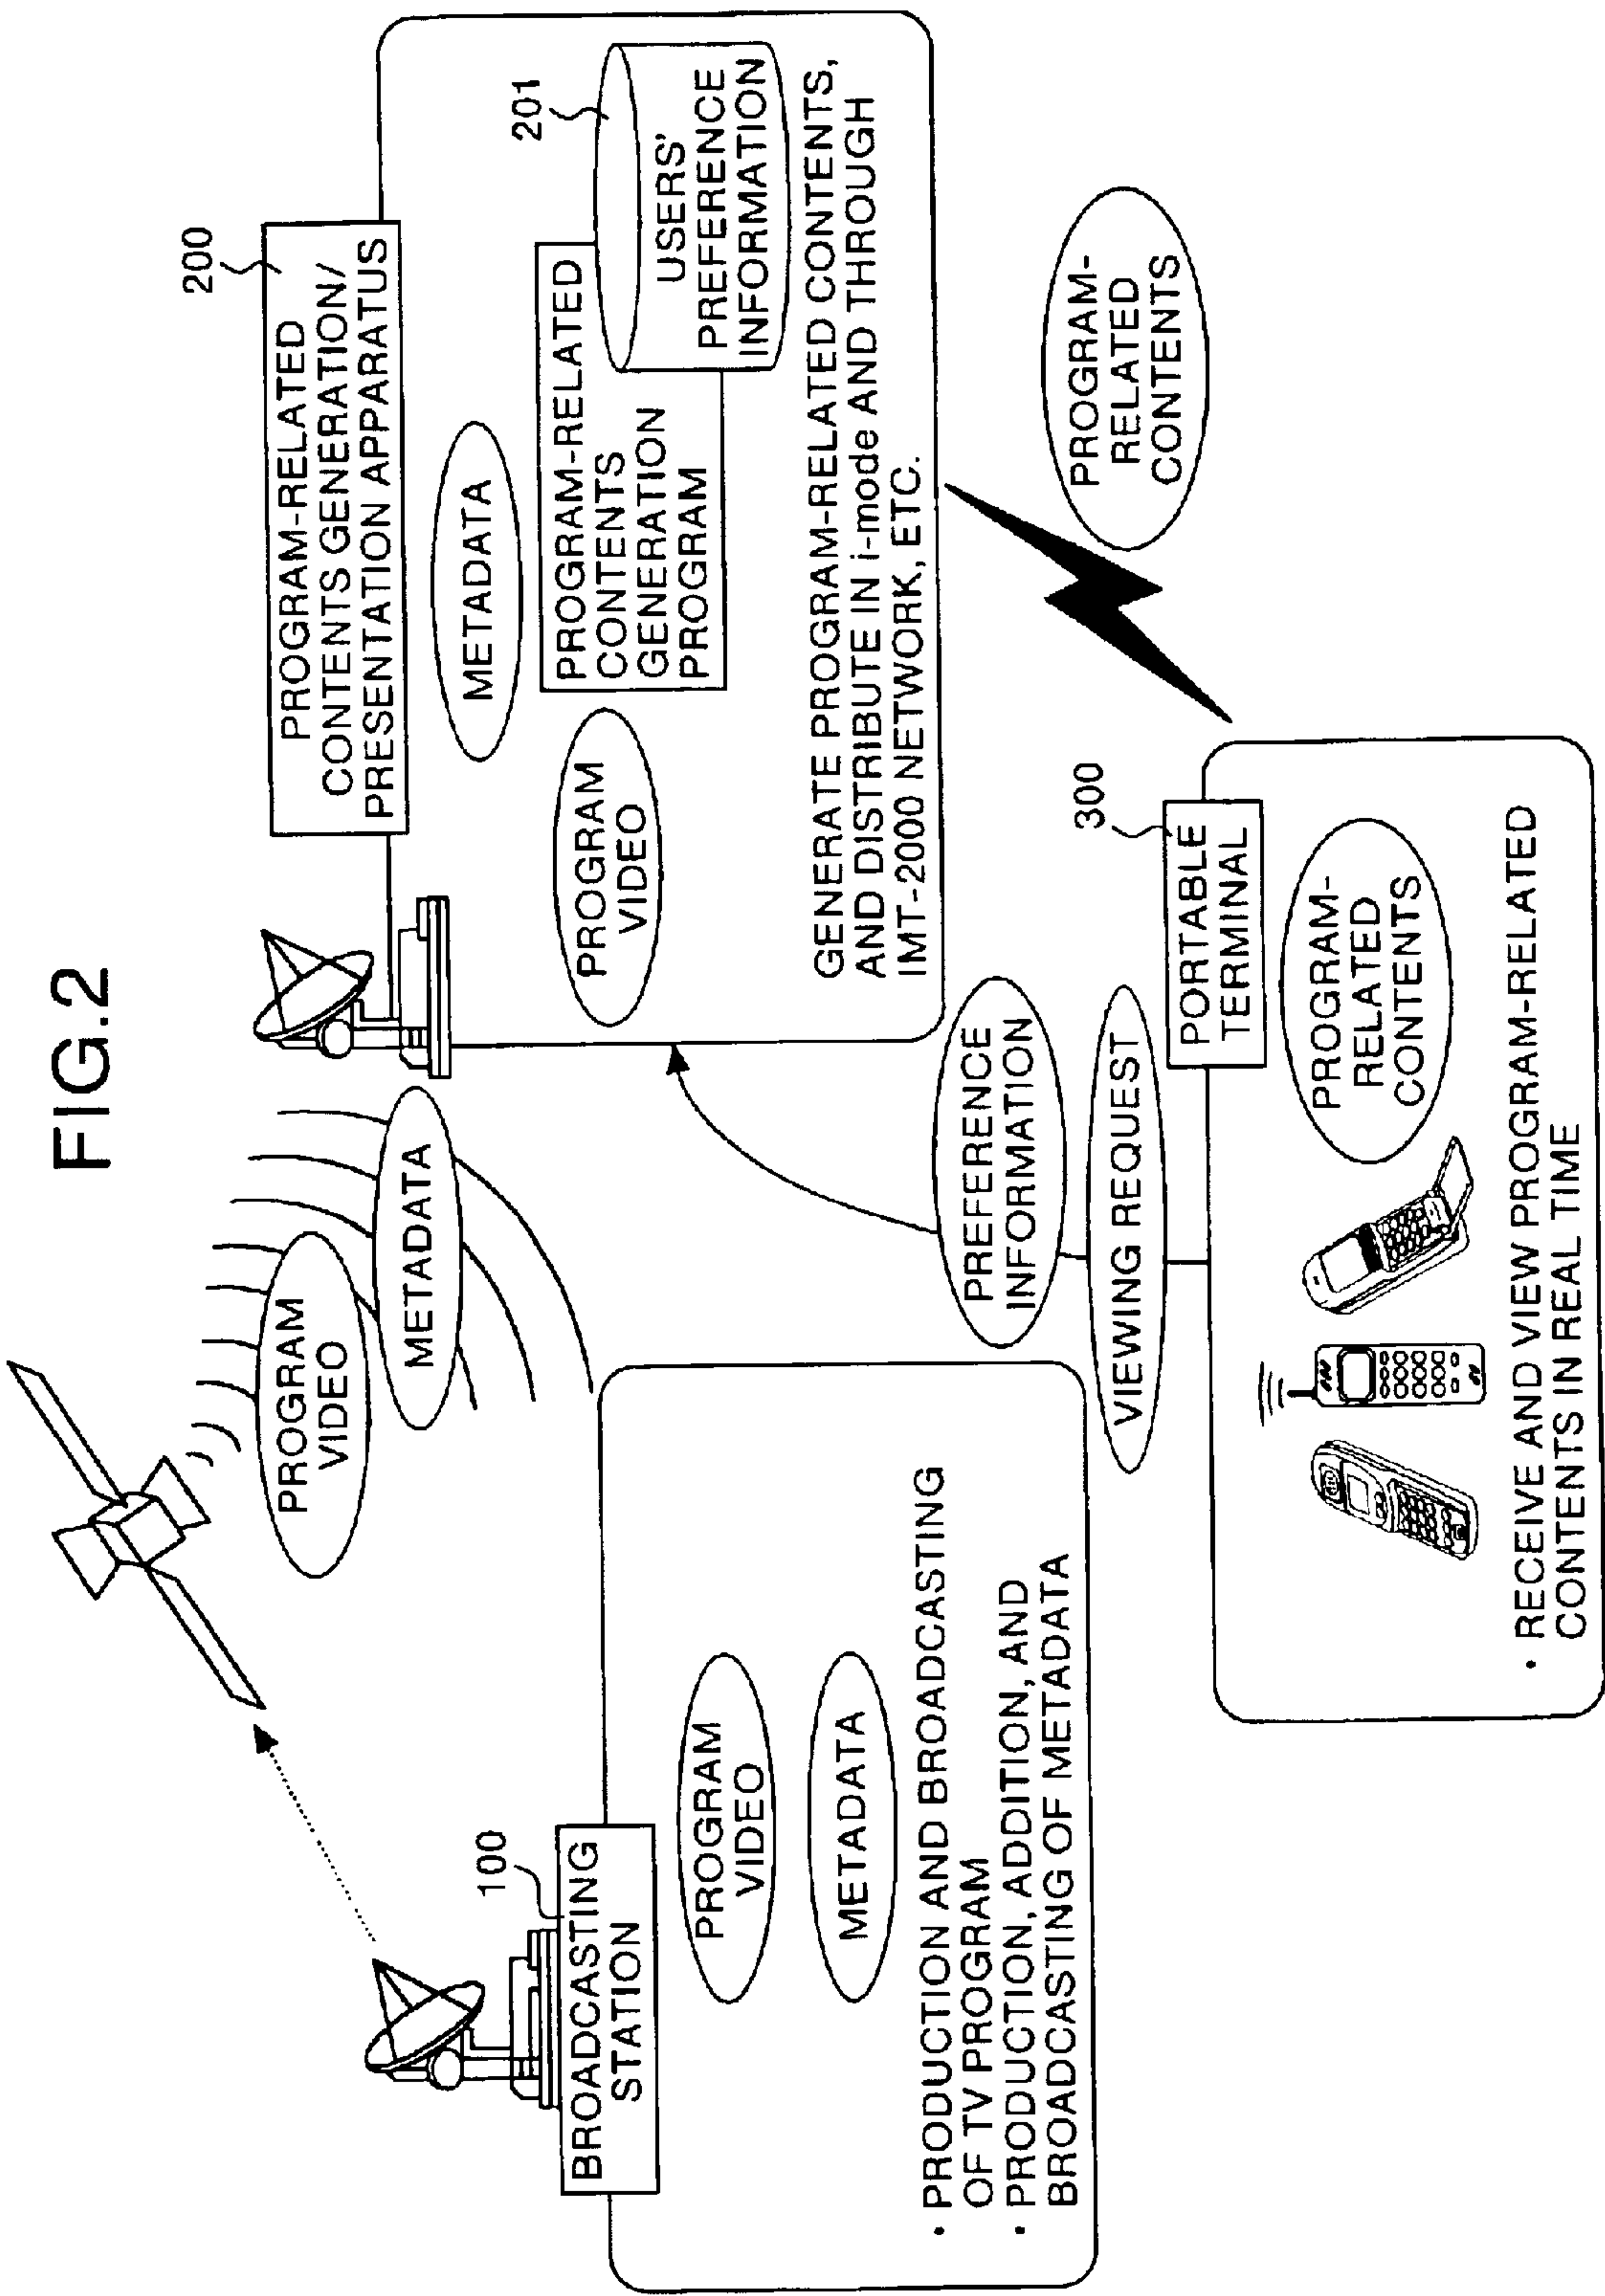 FIG.2
100
BROADCASTING
STATION
PROGRAM
VIDEO
METADATA
• PRODUCTION AND BROADCASTING
OF TV PROGRAM
• PRODUCTION, ADDITION, AND
BROADCASTING OF METADATA
PROGRAM
VIDEO
METADATA
200
PROGRAM-RELATED
CONTENTS GENERATION/
PRESENTATION APPARATUS
METADATA
PROGRAM
VIDEO
PROGRAM-RELATED
CONTENTS
GENERATION
PROGRAM
201
USERS'
PREFERENCE
INFORMATION
GENERATE PROGRAM-RELATED CONTENTS,
AND DISTRIBUTE IN i-mode AND THROUGH
IMT-2000 NETWORK, ETC.
PREFERENCE
INFORMATION
VIEWING REQUEST
PROGRAM-
RELATED
CONTENTS
300
PORTABLE
TERMINAL
PROGRAM-
RELATED
CONTENTS
• RECEIVE AND VIEW PROGRAM-RELATED
CONTENTS IN REAL TIME